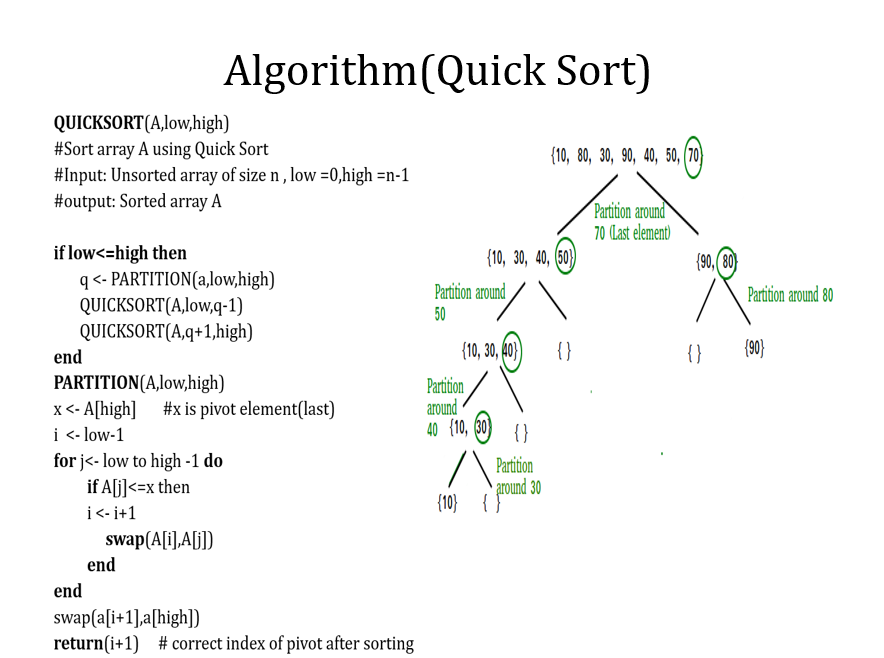 Algorithm(Quick Sort)
QUICKSORT(A,low,high)
#Sort array A using Quick Sort
#Input: Unsorted array of size n , low =0,high =n-1
#output: Sorted array A
if low<=high then
q <- PARTITION(a,low,high)
QUICKSORT(A,low,q-1)
QUICKSORT(A,q+1,high)
end
PARTITION(A,low,high)
x <- A[high] #x is pivot element(last)
i <- low-1
for j<- low to high -1 do
if A[j]<=x then
i <- i+1
swap(A[i],A[j])
end
end
swap(a[i+1],a[high])
return(i+1) # correct index of pivot after sorting
{10, 80, 30, 90, 40, 50, 70}
Partition around
70 (Last element)
{10, 30, 40, 50}
{90, 80}
Partition around
50
Partition around 80
{10, 30, 40}
{ }
{ }
{90}
Partition
around
40
{10, 30}
{ }
Partition
around 30
{10}
{ }